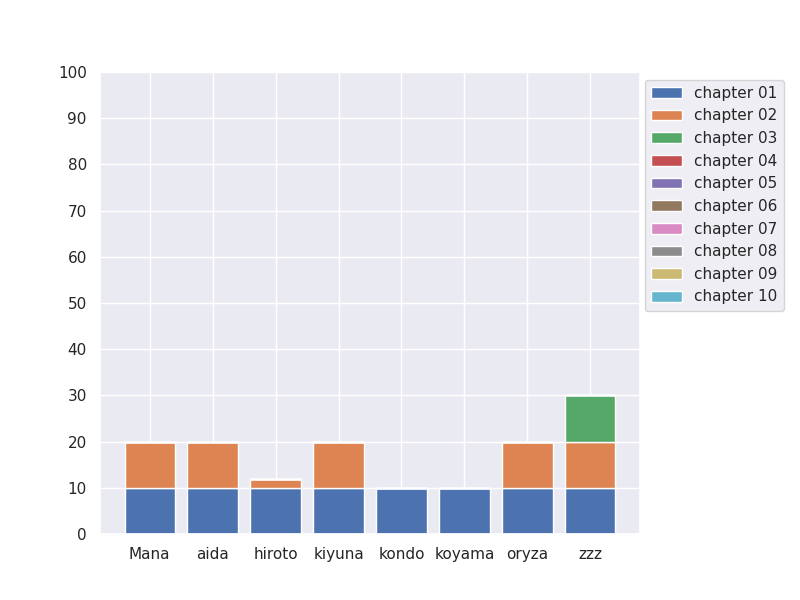 100
90
80
70
60
50
40
30
20
10
0
Mana aida hiroto kiyuna kondo koyama oryza zzz
chapter 01
chapter 02
chapter 03
chapter 04
chapter 05
chapter 06
chapter 07
chapter 08
chapter 09
chapter 10